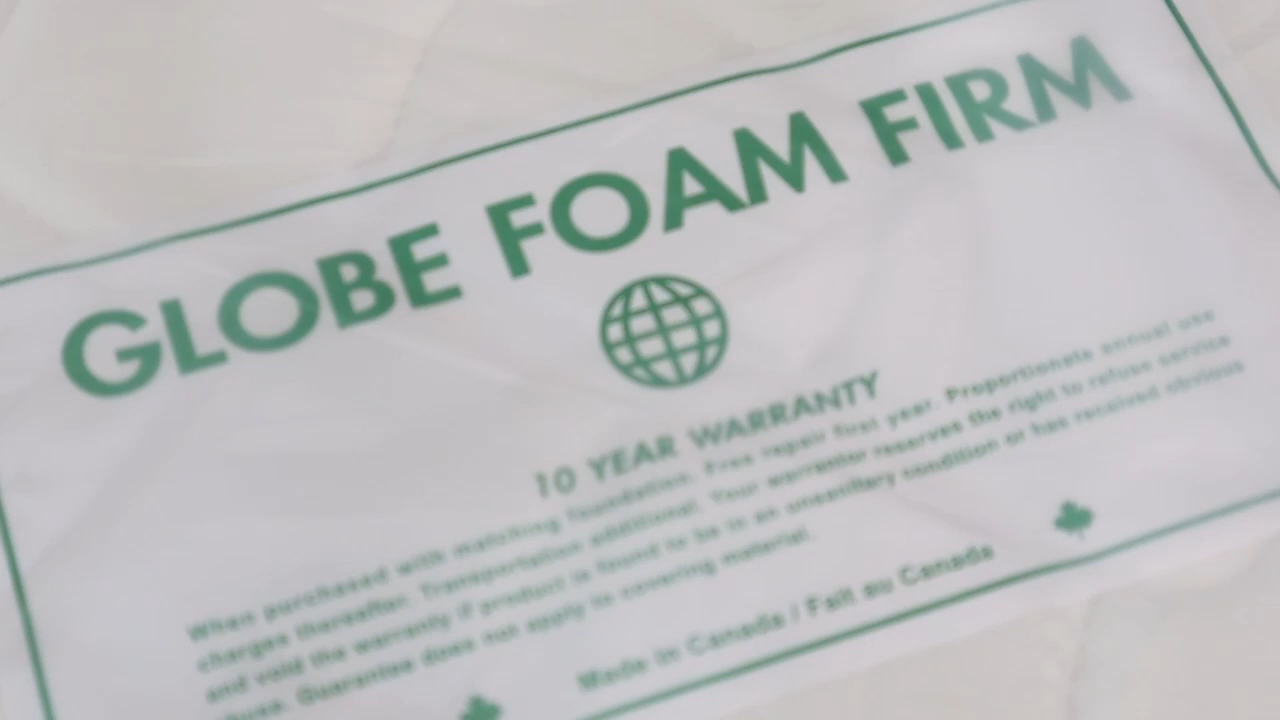 GLOBE FOAM FIRM
10 YEAR WARRANTY
When purchased with matching foundation. Free repair first year. Proportionate annual use
charges thereafter. Transportation additional. Your warrantor reserves the right to refuse service
and void the warranty if product is found to be in an unsanitary condition or has received obvious
abuse. Guarantee does not apply to covering material.
Made in Canada / Fait au Canada